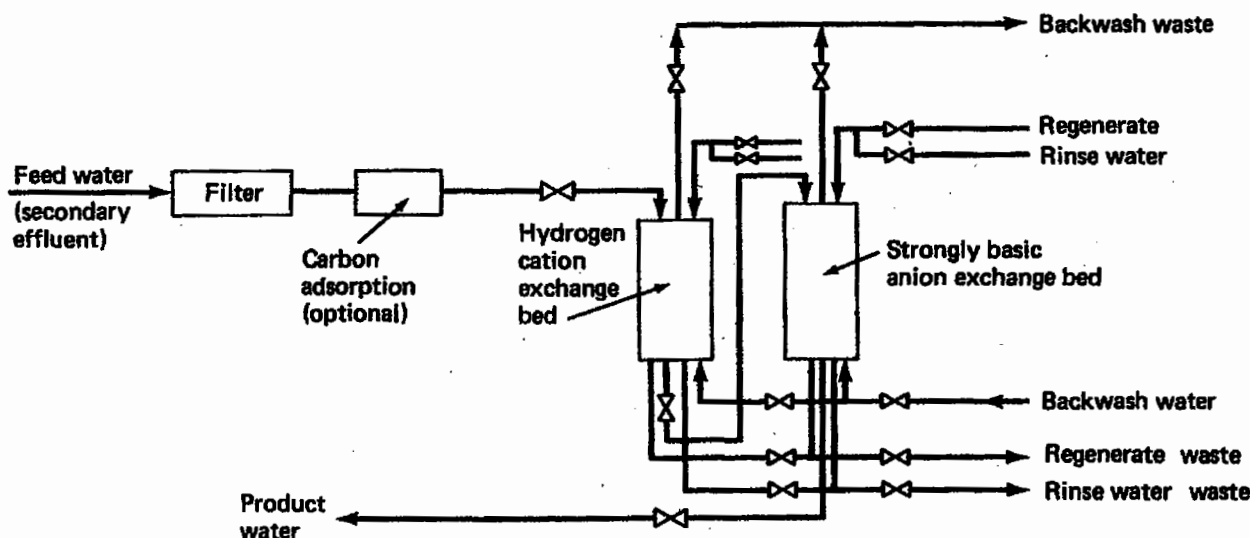 Backwash waste
Regenerate
Rinse water
Feed water
(secondary
effluent)
Filter
Carbon
adsorption
(optional)
Hydrogen
cation
exchange
bed
Strongly basic
anion exchange bed
Backwash water
Regenerate waste
Rinse water waste
Product
water